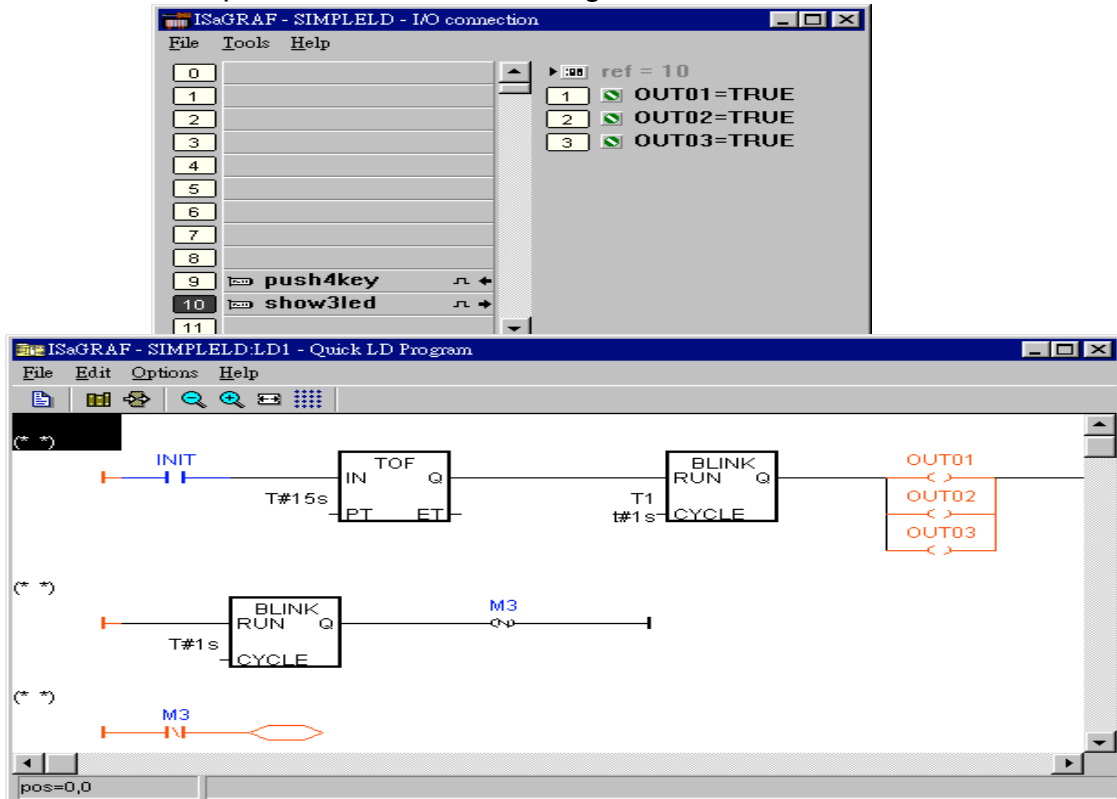 ISaGRAF - SIMPLELD - I/O connection
File Tools Help
0
1
2
3
4
5
6
7
8
9 push4key
10 show3led
11
ref = 10
1 OUT01=TRUE
2 OUT02=TRUE
3 OUT03=TRUE
ISaGRAF - SIMPLELD:LD1 - Quick LD Program
File Edit Options Help
(* *)
INIT
TOF
IN Q
T#15s
PT ET
BLINK
RUN Q
T1
t#1s CYCLE
OUT01
OUT02
OUT03
(* *)
BLINK
RUN Q
T#1s
CYCLE
M3
(* *)
M3
pos=0,0